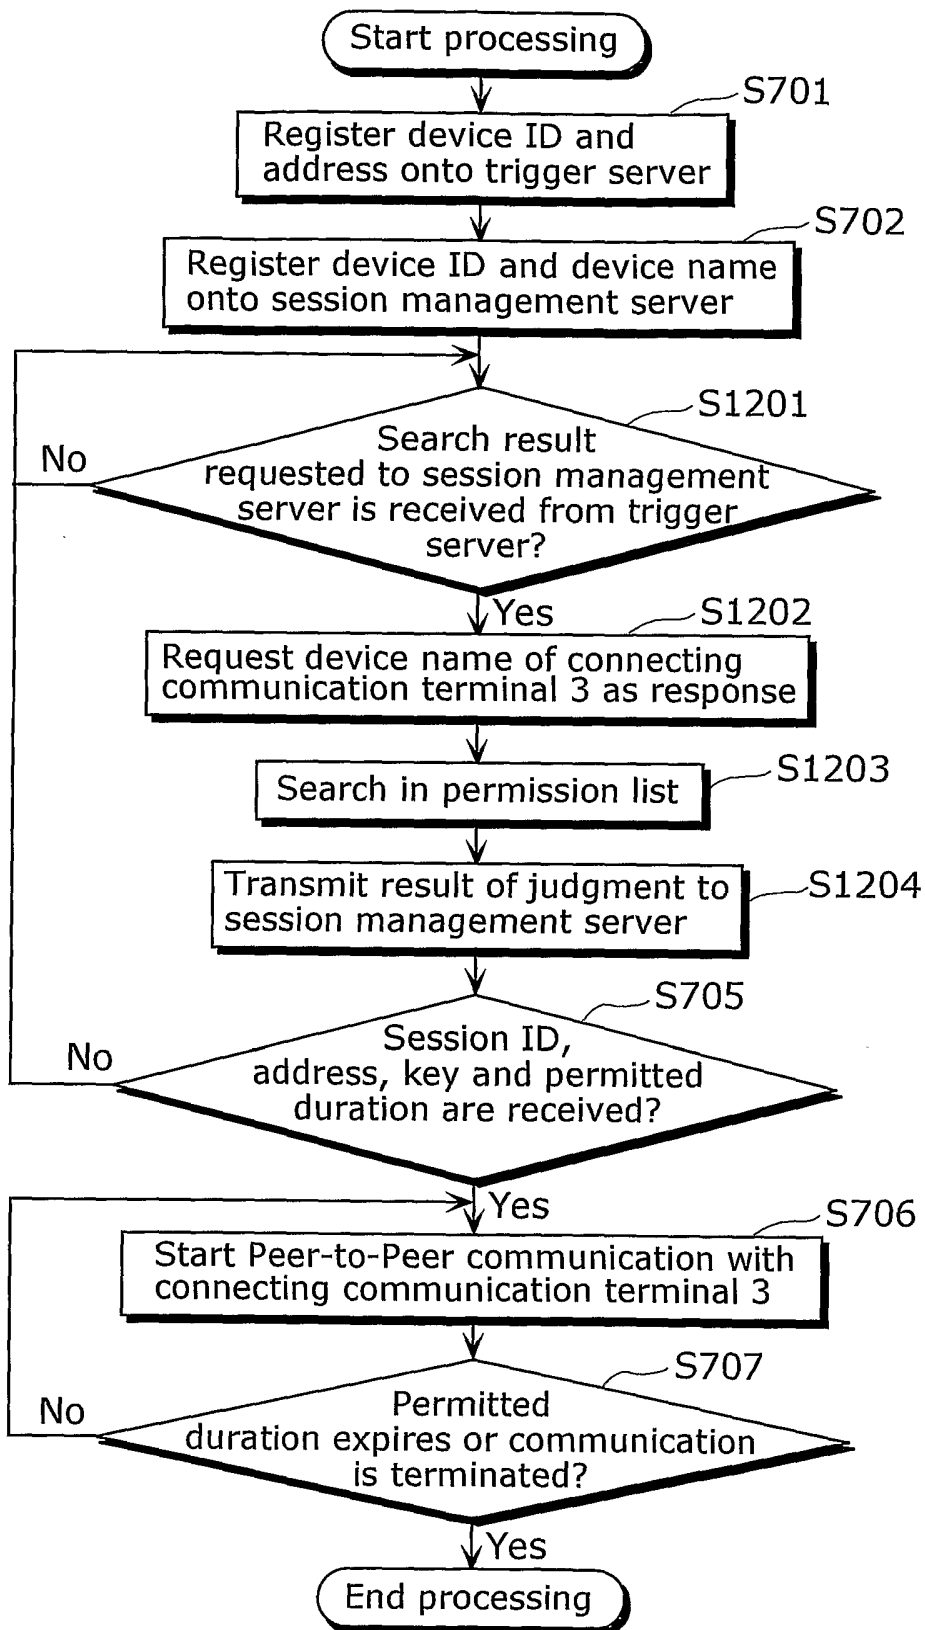 Start processing
S701
Register device ID and
address onto trigger server
S702
Register device ID and device name
onto session management server
S1201
Search result
requested to session management
server is received from trigger
server?
No
Yes
S1202
Request device name of connecting
communication terminal 3 as response
S1203
Search in permission list
S1204
Transmit result of judgment to
session management server
S705
Session ID,
address, key and permitted
duration are received?
No
Yes
S706
Start Peer-to-Peer communication with
connecting communication terminal 3
S707
Permitted
duration expires or communication
is terminated?
No
Yes
End processing